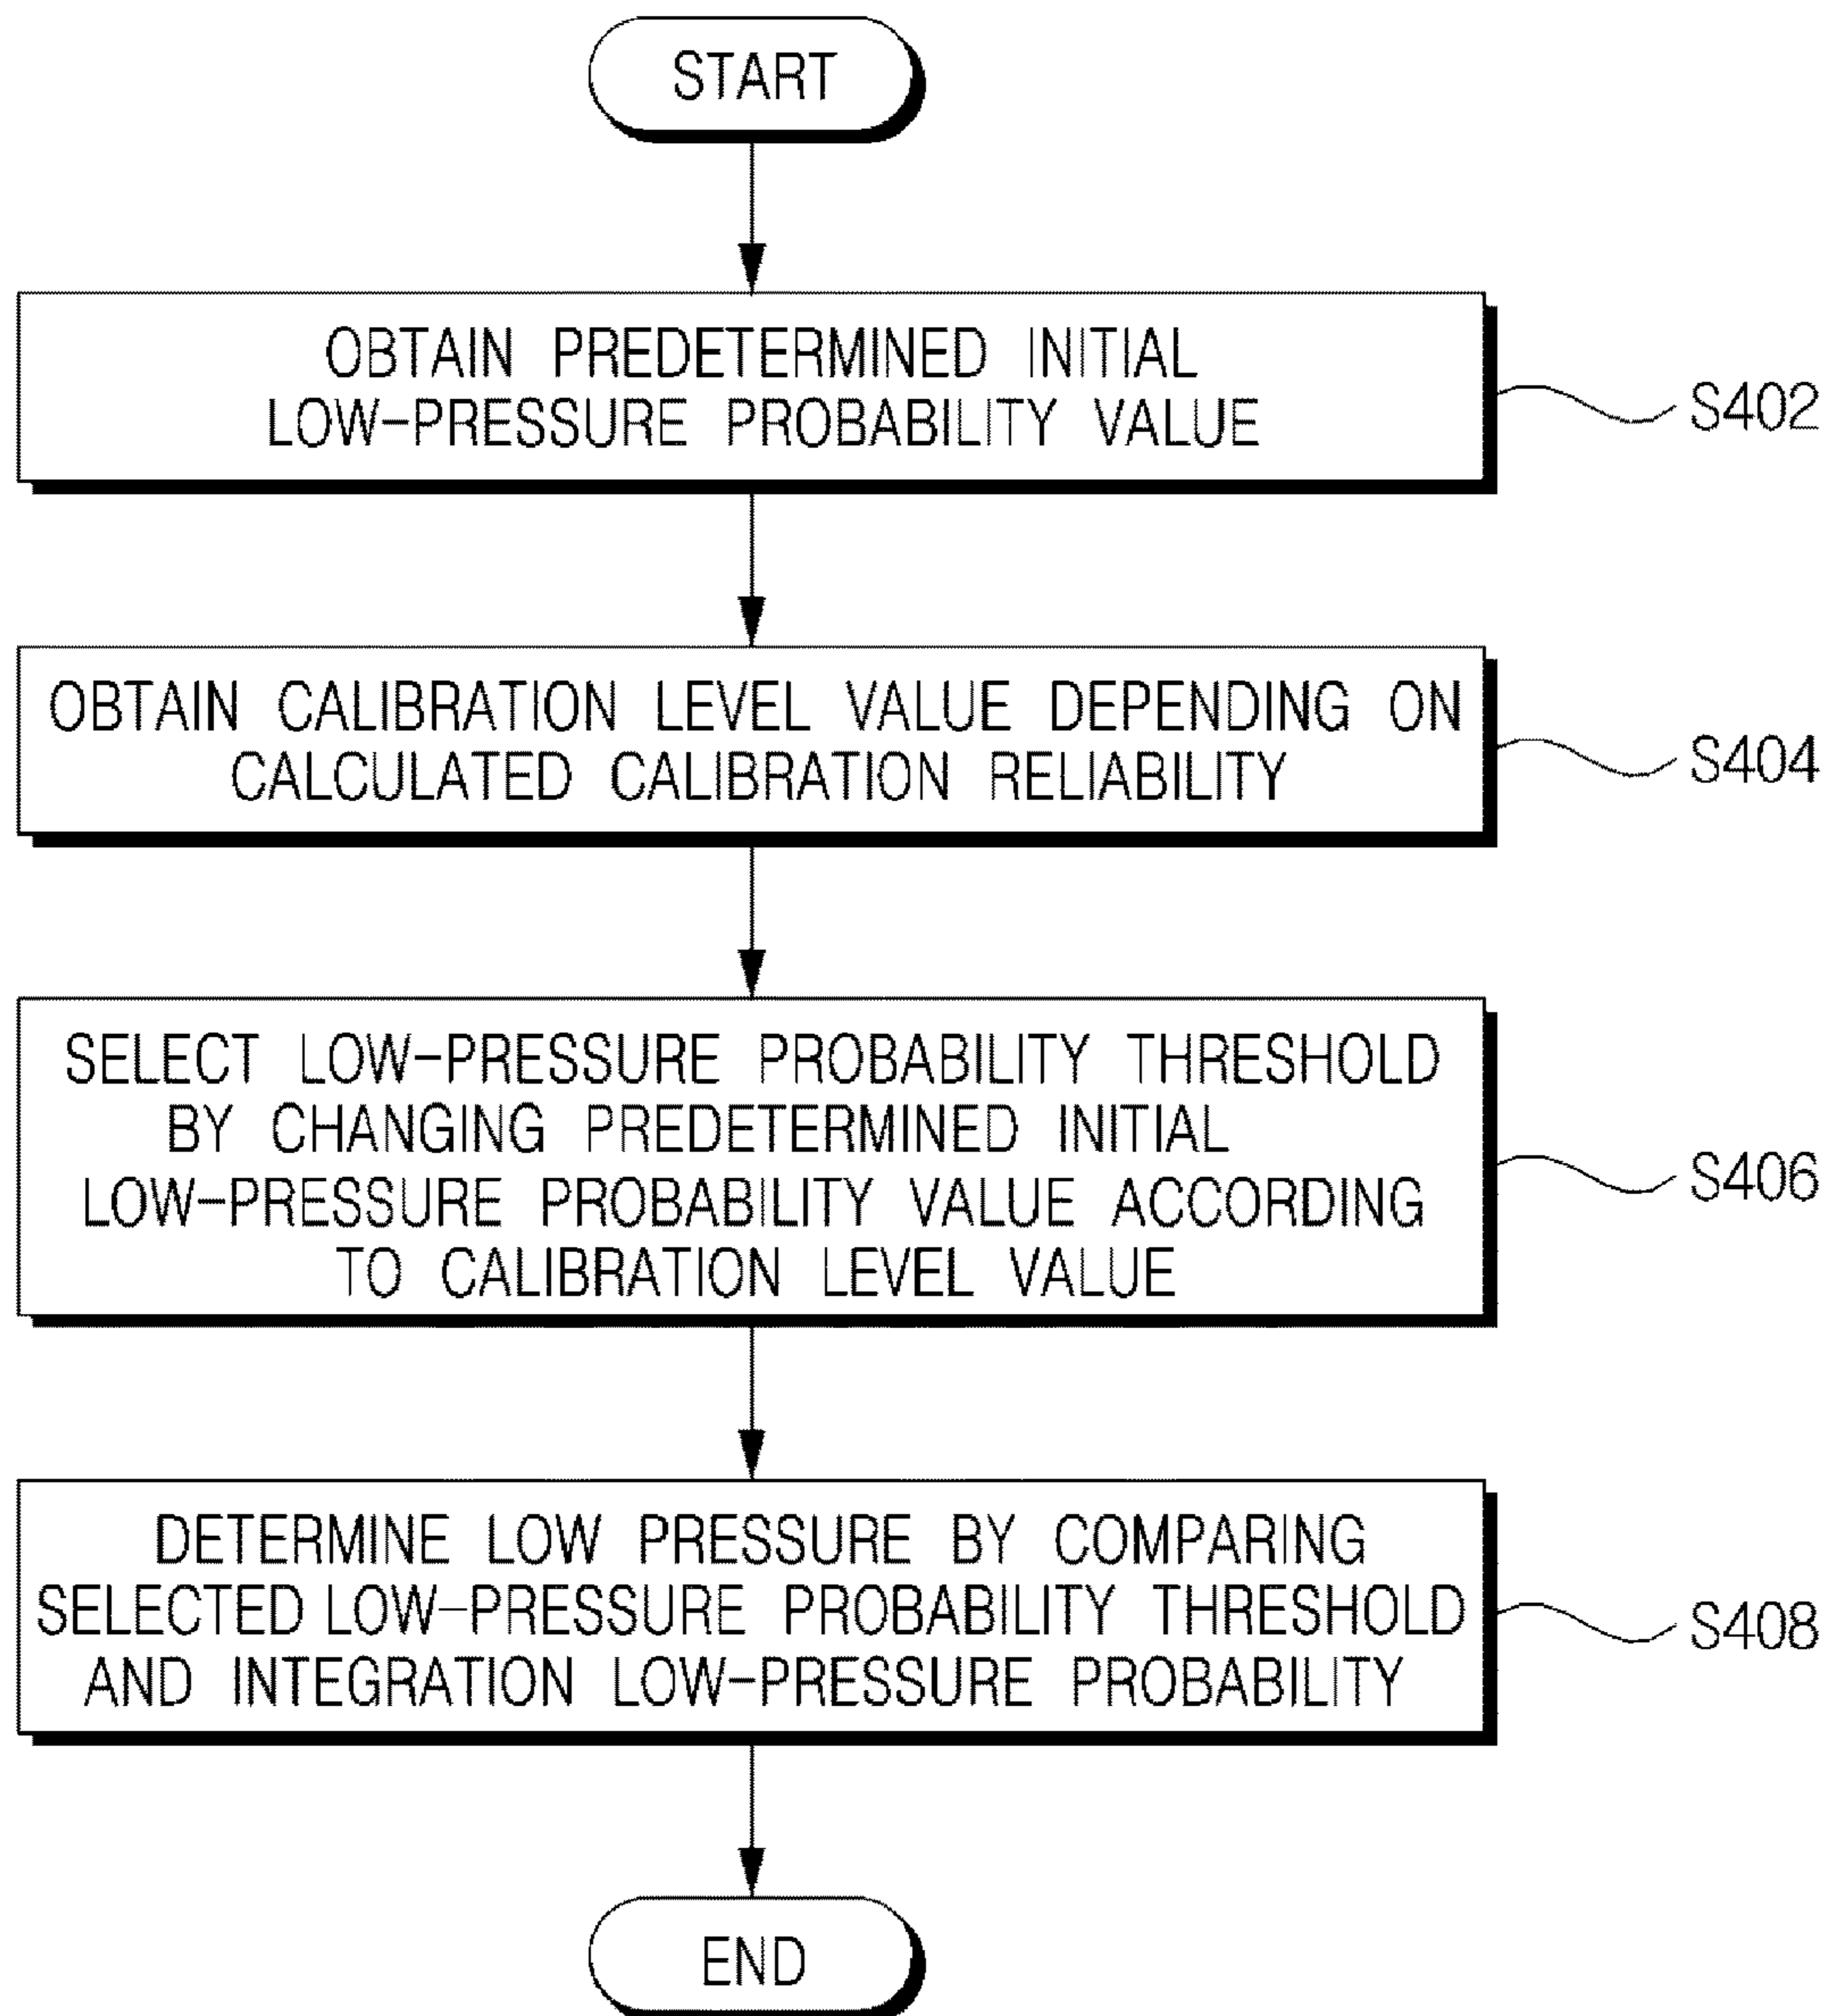 START
OBTAIN PREDETERMINED INITIAL
LOW-PRESSURE PROBABILITY VALUE
S402
OBTAIN CALIBRATION LEVEL VALUE DEPENDING ON
CALCULATED CALIBRATION RELIABILITY
S404
SELECT LOW-PRESSURE PROBABILITY THRESHOLD
BY CHANGING PREDETERMINED INITIAL
LOW-PRESSURE PROBABILITY VALUE ACCORDING
TO CALIBRATION LEVEL VALUE
S406
DETERMINE LOW PRESSURE BY COMPARING
SELECTED LOW-PRESSURE PROBABILITY THRESHOLD
AND INTEGRATION LOW-PRESSURE PROBABILITY
S408
END